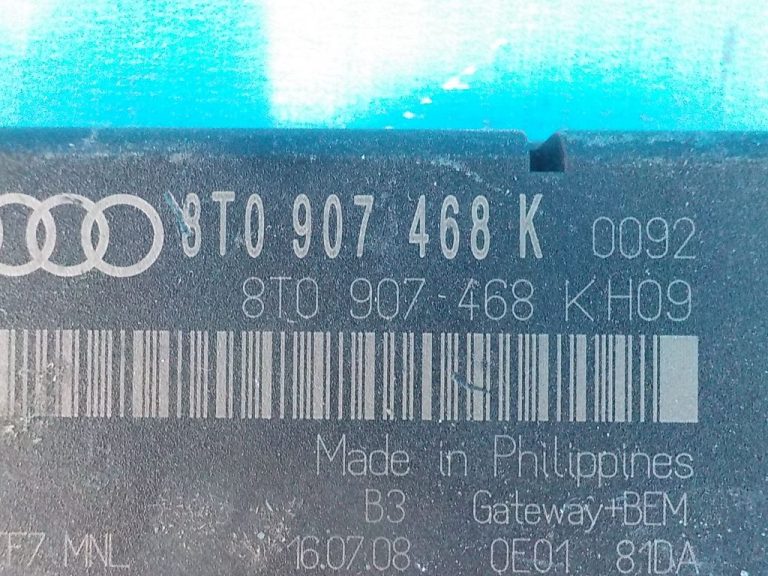 8T0 907 468 K 0092
8T0 907 468 KH09
Made in Philippines
B3 Gateway+BEM
MNL 16.07.08 0E01 81DA